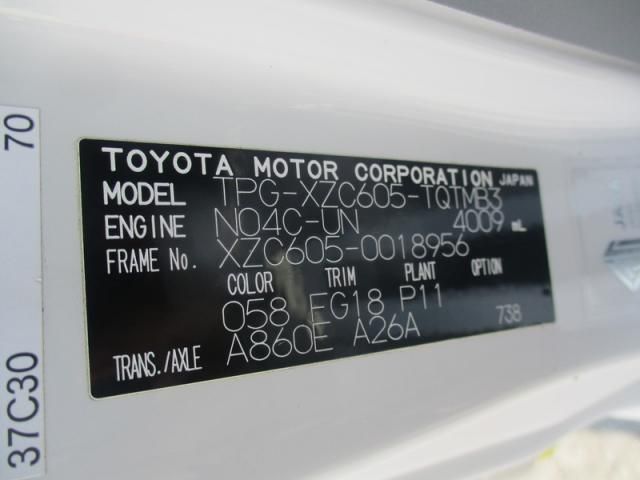 TOYOTA MOTOR CORPORATION JAPAN
MODEL TPG-XZC605-TQTMB3
ENGINE N04C-UN 4009 mL
FRAME No. XZC605-0018956
COLOR TRIM PLANT OPTION
058 FG18 P11
TRANS./AXLE A860E A26A 738
37C30 70